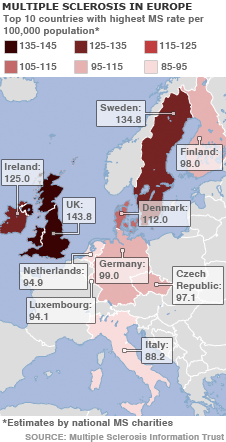 MULTIPLE SCLEROSIS IN EUROPE
Top 10 countries with highest MS rate per
100,000 population*
135-145 125-135 115-125
105-115 95-115 85-95
Sweden:
134.8
Ireland:
125.0
Finland:
98.0
UK:
143.8
Denmark:
112.0
Netherlands:
94.9
Germany:
99.0
Czech
Republic:
97.1
Luxembourg:
94.1
Italy:
88.2
*Estimates by national MS charities
SOURCE: Multiple Sclerosis Information Trust